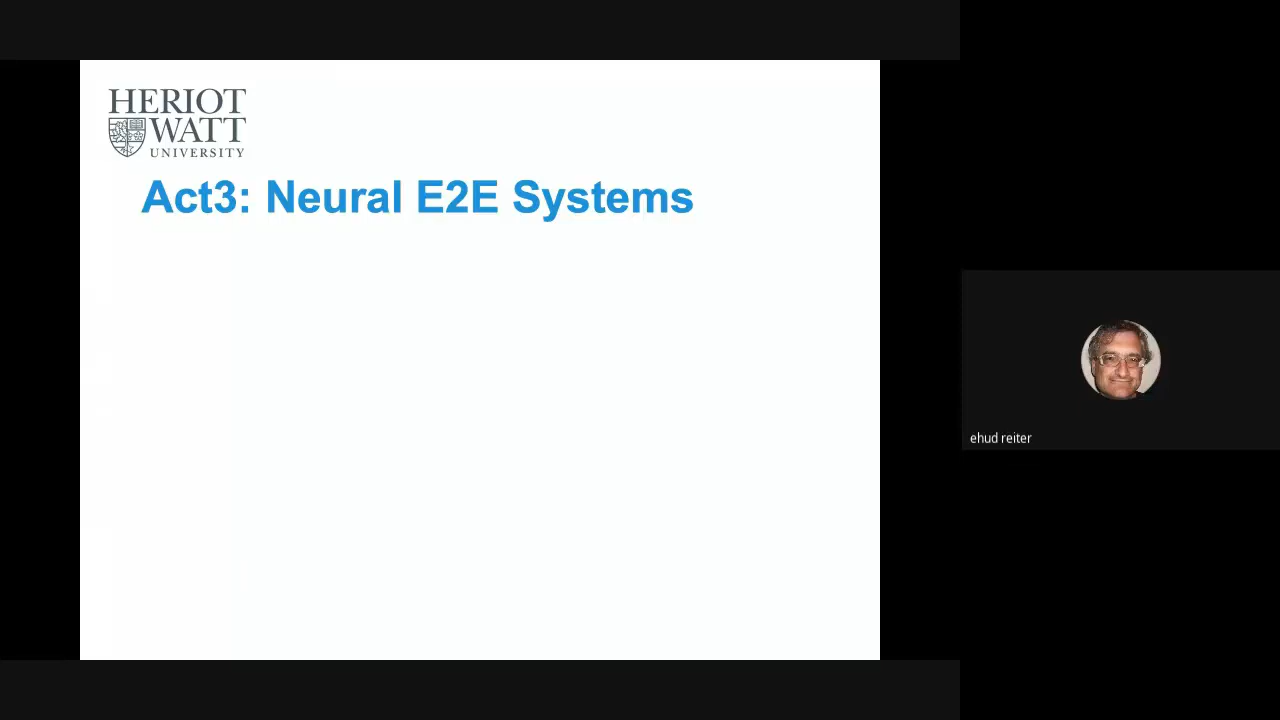 HERIOT
WATT
UNIVERSITY
Act3: Neural E2E Systems
ehud reiter